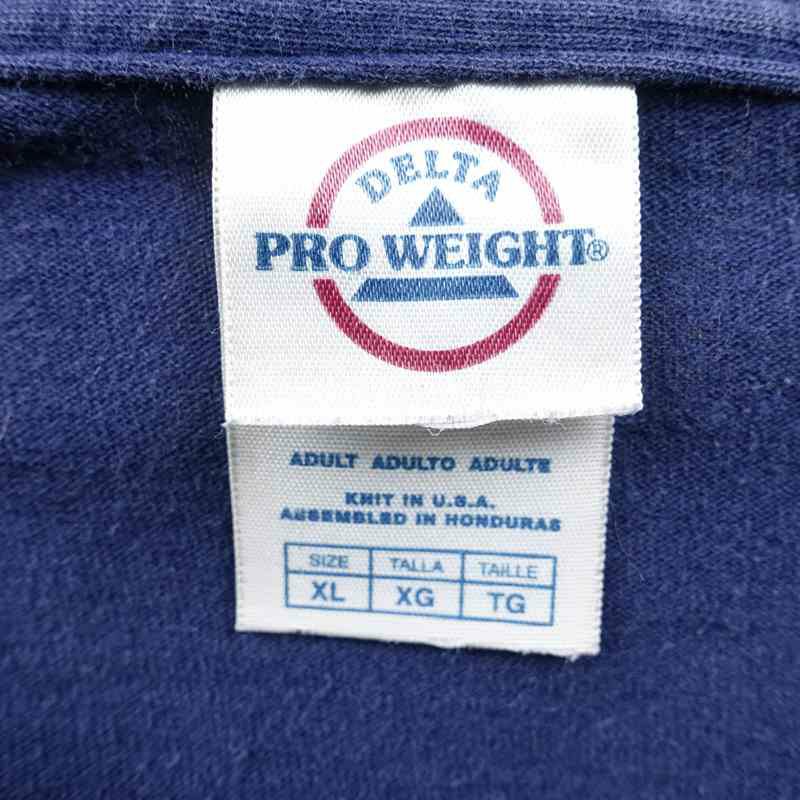 DELTA
PRO WEIGHT®
ADULT ADULTO ADULTE
KNIT IN U.S.A.
ASSEMBLED IN HONDURAS
SIZE TALLA TAILLE
XL XG TG